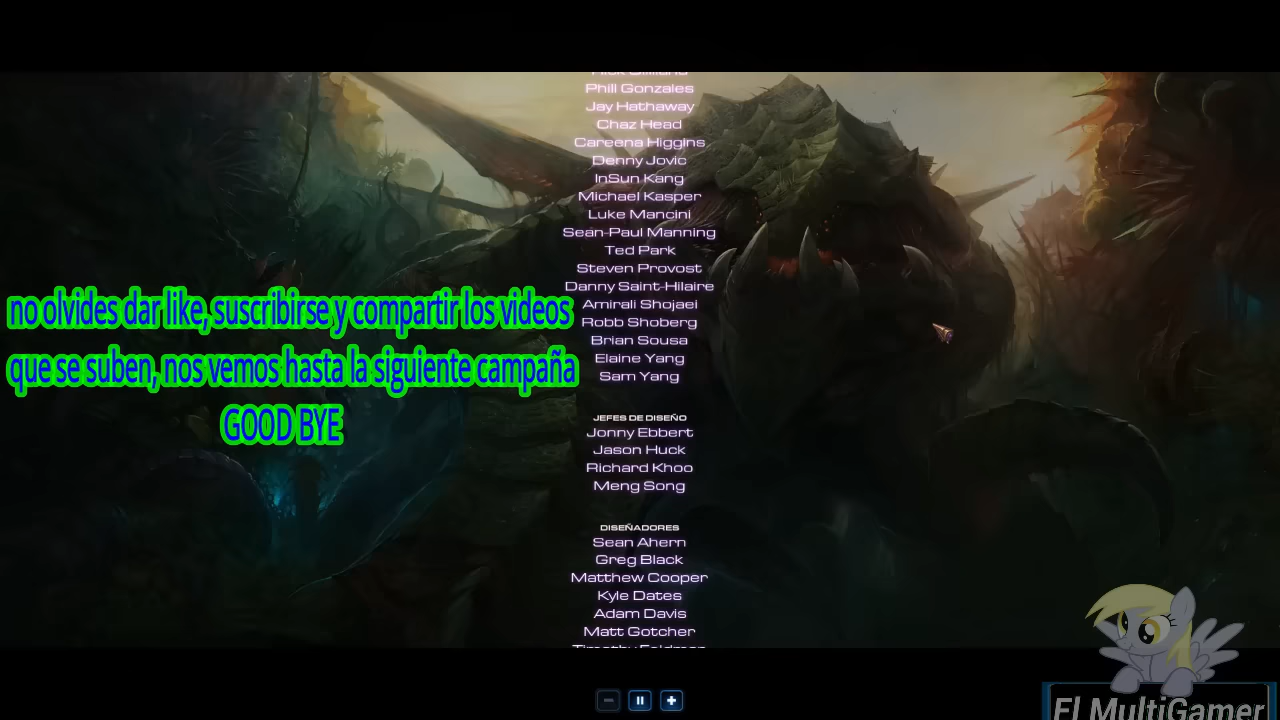 Phill Gonzales
Jay Hathaway
Chaz Head
Careena Higgins
Denny Jovic
InSun Kang
Michael Kasper
Luke Mancini
Sean-Paul Manning
Ted Park
Steven Provost
Danny Saint-Hilaire
Amirali Shojaei
Robb Shoberg
Brian Sousa
Elaine Yang
Sam Yang
JEFES DE DISEÑO
Jonny Ebbert
Jason Huck
Richard Khoo
Meng Song
DISEÑADORES
Sean Ahern
Greg Black
Matthew Cooper
Kyle Dates
Adam Davis
Matt Gotcher
no olvides dar like, suscribirse y compartir los videos
que se suben, nos vemos hasta la siguiente campaña
GOOD BYE
El MultiGamer